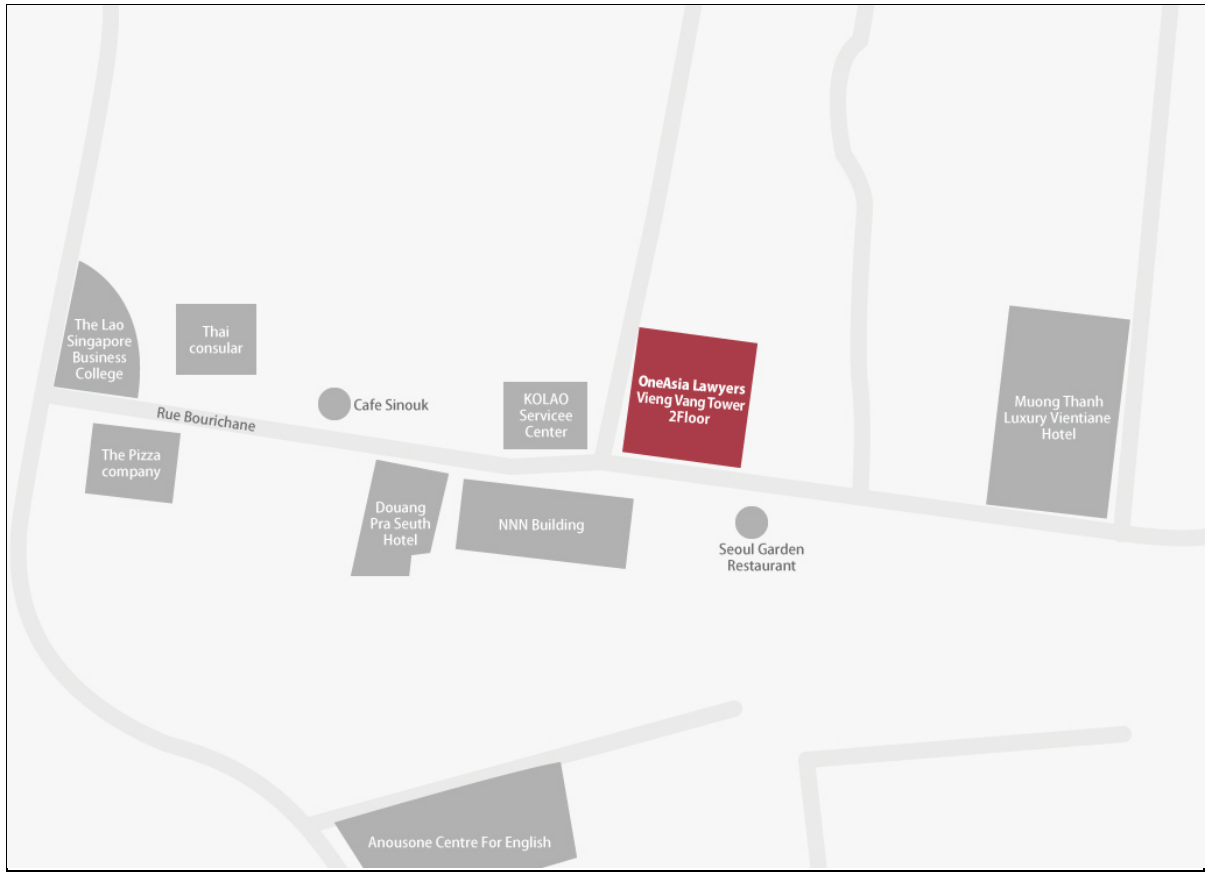 The Lao
Singapore
Business
College
Thai
consular
Cafe Sinouk
Rue Bourichane
The Pizza
company
KOLAO
Servicee
Center
OneAsia Lawyers
Vieng Vang Tower
2Floor
Muong Thanh
Luxury Vientiane
Hotel
Douang
Pra Seuth
Hotel
NNN Building
Seoul Garden
Restaurant
Anousone Centre For English